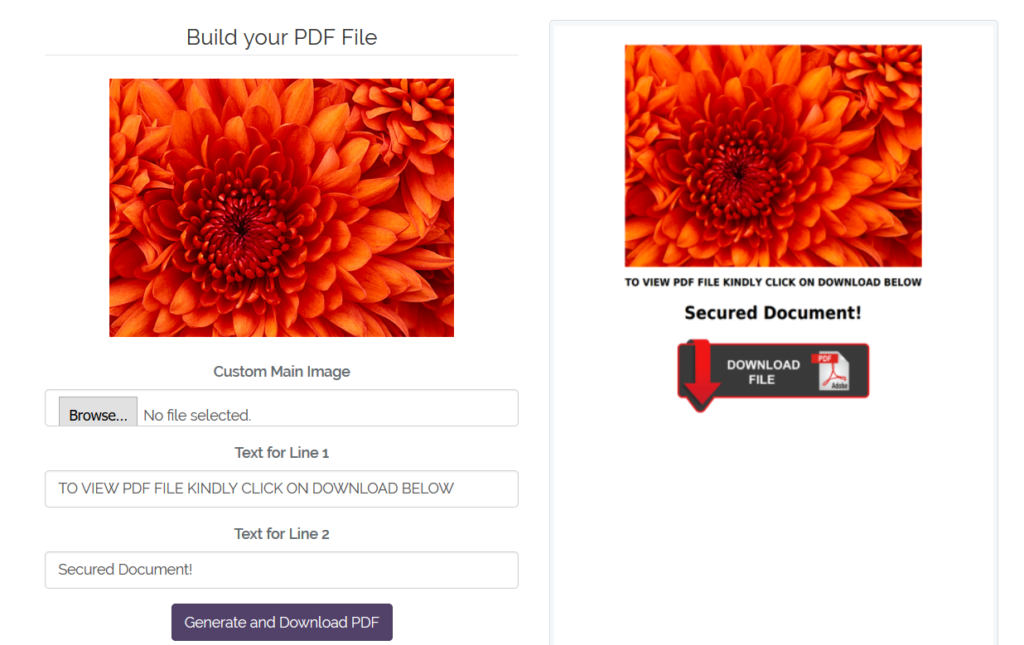 Build your PDF File
Custom Main Image
Browse... No file selected.
Text for Line 1
TO VIEW PDF FILE KINDLY CLICK ON DOWNLOAD BELOW
Text for Line 2
Secured Document!
Generate and Download PDF
TO VIEW PDF FILE KINDLY CLICK ON DOWNLOAD BELOW
Secured Document!
DOWNLOAD
FILE
PDF
Adobe